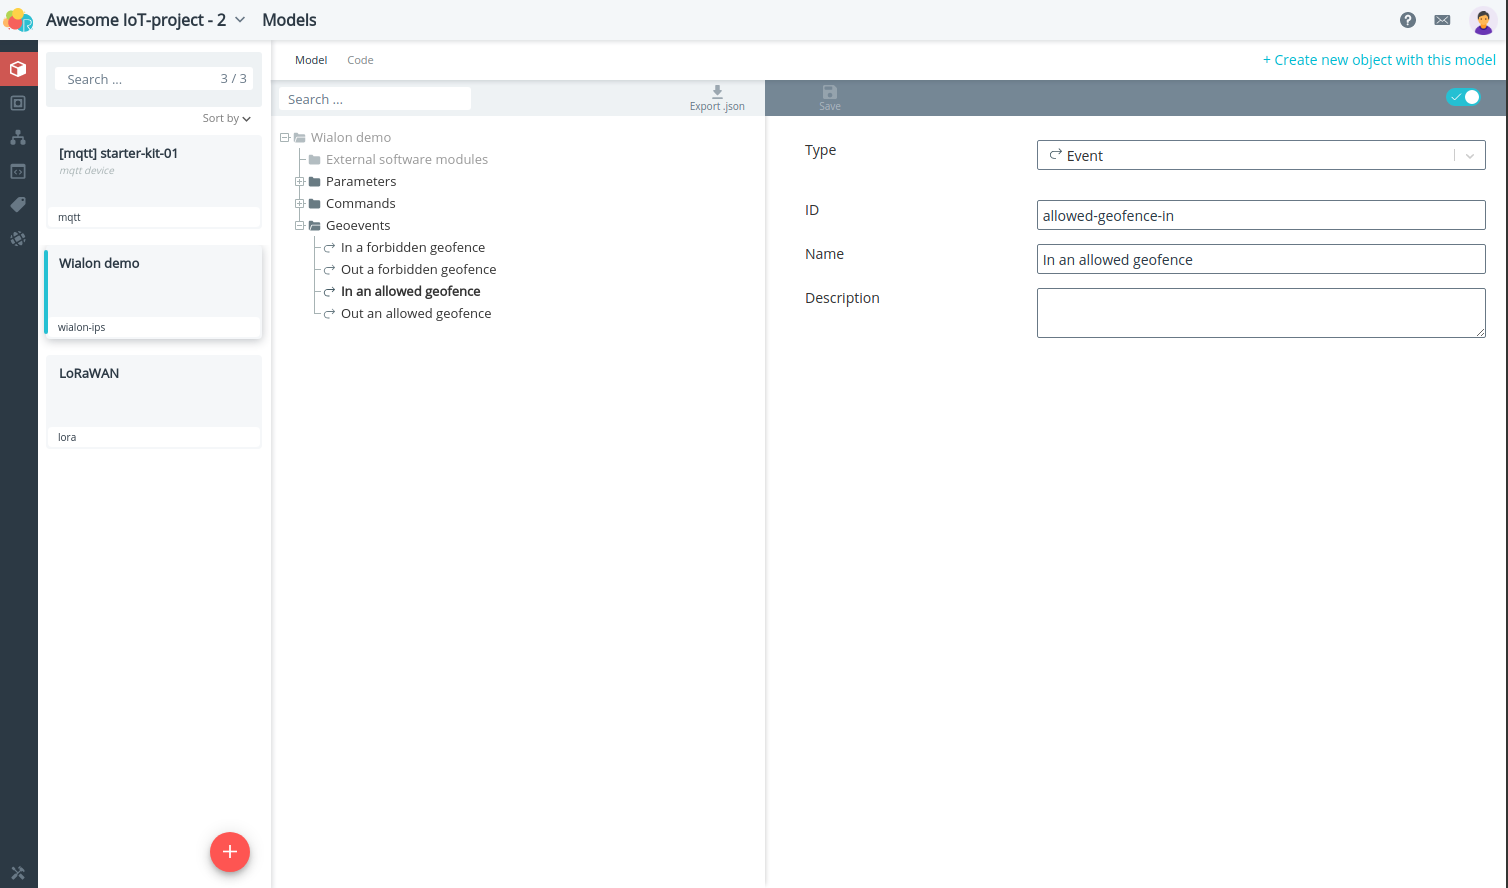 Awesome IoT-project - 2 Models
Model Code + Create new object with this model
Search ... 3 / 3
Sort by
[mqtt] starter-kit-01
mqtt device
mqtt
Wialon demo
wialon-ips
LoRaWAN
lora
Search ... Export .json
Wialon demo
External software modules
Parameters
Commands
Geoevents
In a forbidden geofence
Out a forbidden geofence
In an allowed geofence
Out an allowed geofence
Save
Type Event
ID allowed-geofence-in
Name In an allowed geofence
Description